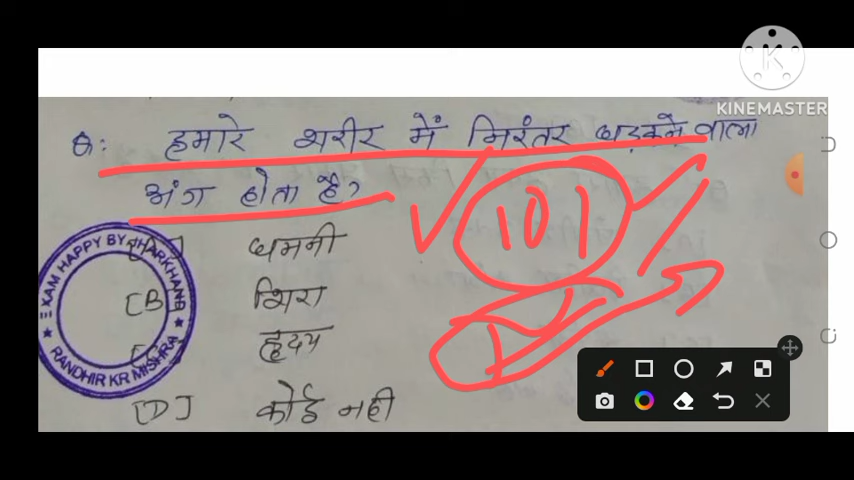 KINEMASTER
Q: हमारे शरीर में निरंतर धड़कने वाला
अंग होता है?
101
[A] धमनी
[B] शिरा
[C] हृदय
[D] कोई नही
EXAM HAPPY BY JHARKHAND
RANDHIR KR MISHRA